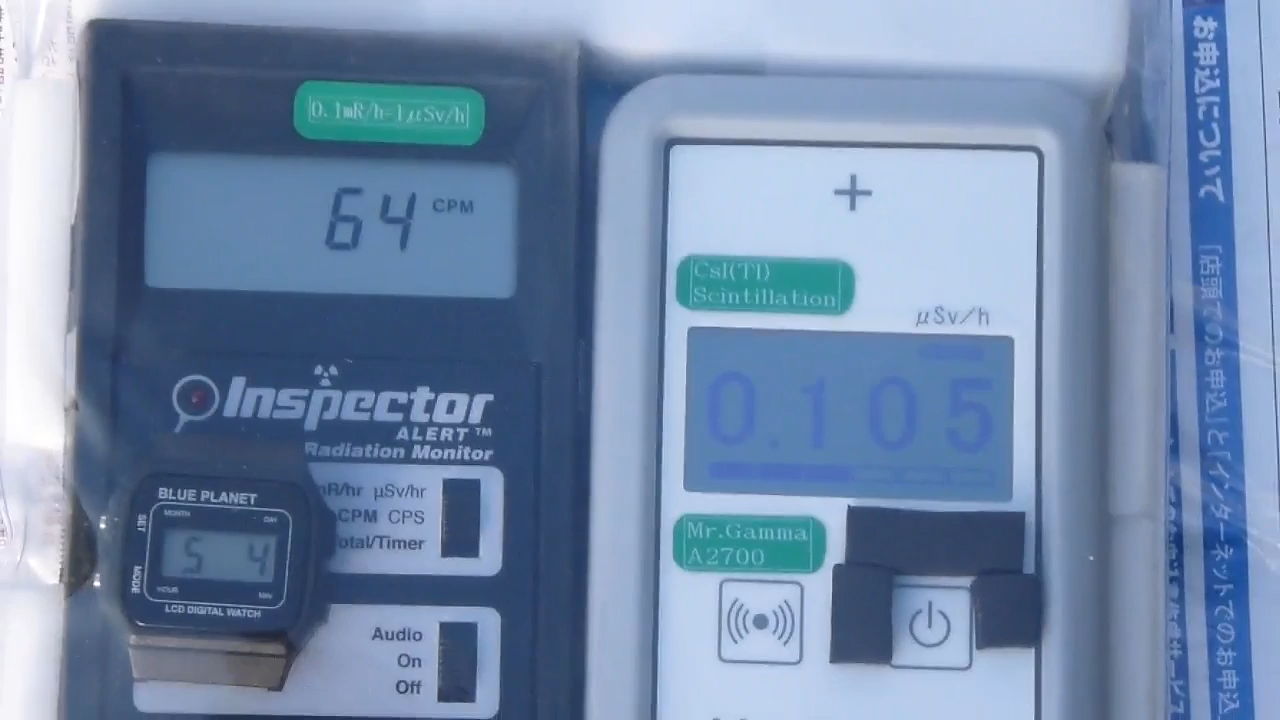 0.1mR/h=1μSv/h
64 CPM
Inspector
ALERT™
Radiation Monitor
mR/hr μSv/hr
CPM CPS
Total/Timer
Audio
On
Off
BLUE PLANET
MONTH DAY
SET
5 4
MODE
HOUR MIN
LCD DIGITAL WATCH
+
CsI(Tl)
Scintillation
μSv/h
0.105
Mr.Gamma
A2700
お申込について
「店頭でのお申込」と「インターネットでのお申込